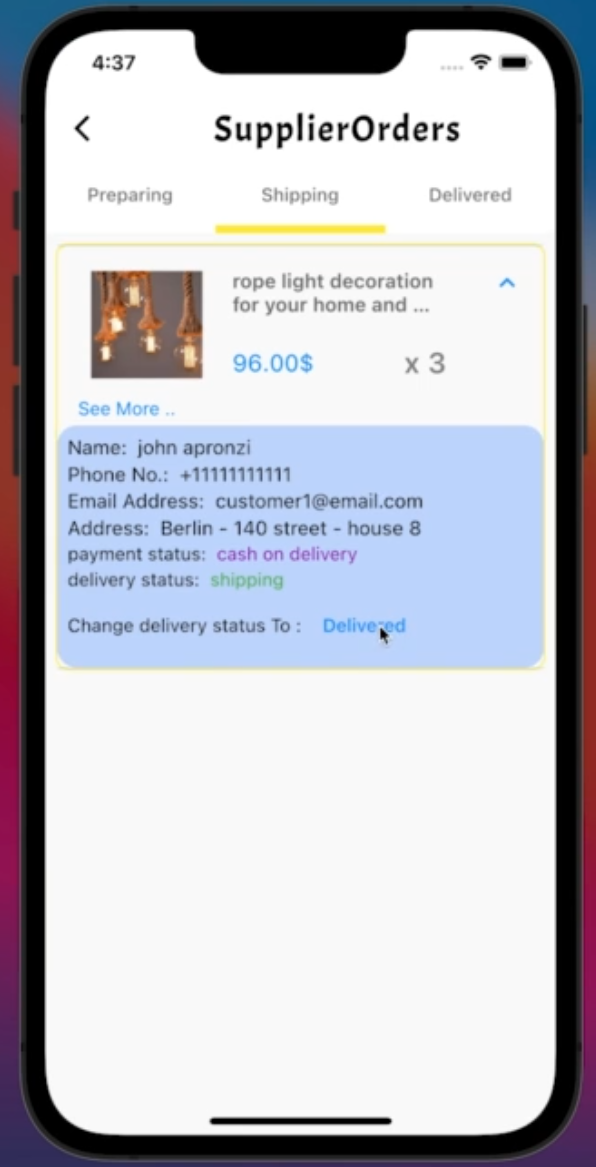 4:37
SupplierOrders
Preparing Shipping Delivered
rope light decoration
for your home and ...
96.00$ x 3
See More ..
Name: john apronzi
Phone No.: +11111111111
Email Address: customer1@email.com
Address: Berlin - 140 street - house 8
payment status: cash on delivery
delivery status: shipping
Change delivery status To : Delivered